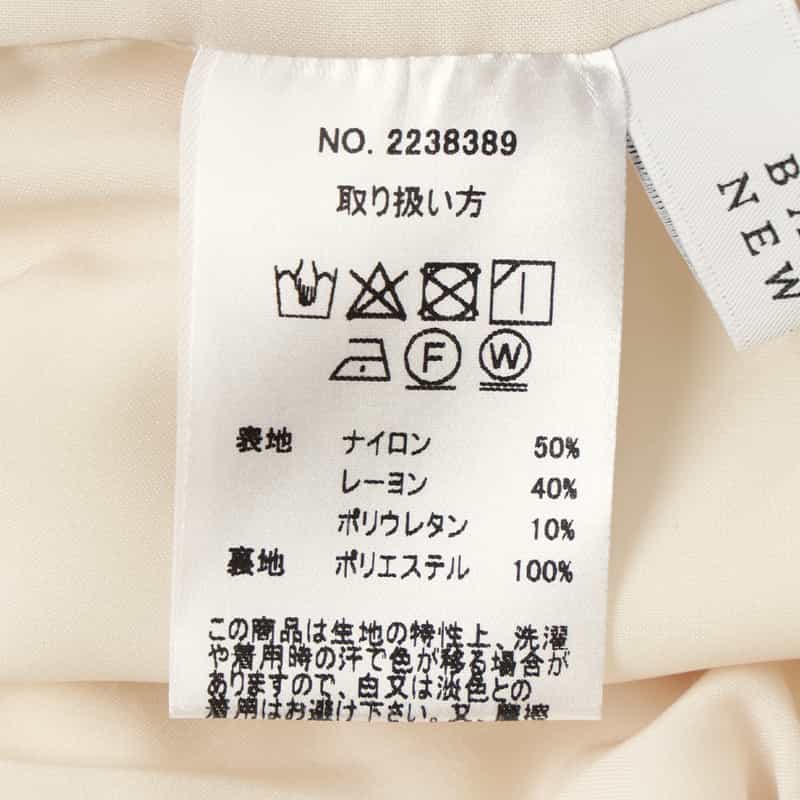 NO. 2238389
取り扱い方
F W
表地 ナイロン 50%
レーヨン 40%
ポリウレタン 10%
裏地 ポリエステル 100%
この商品は生地の特性上、洗濯
や着用時の汗で色が移る場合が
ありますので、白又は淡色との
着用はお避け下さい。又、摩擦
NEW